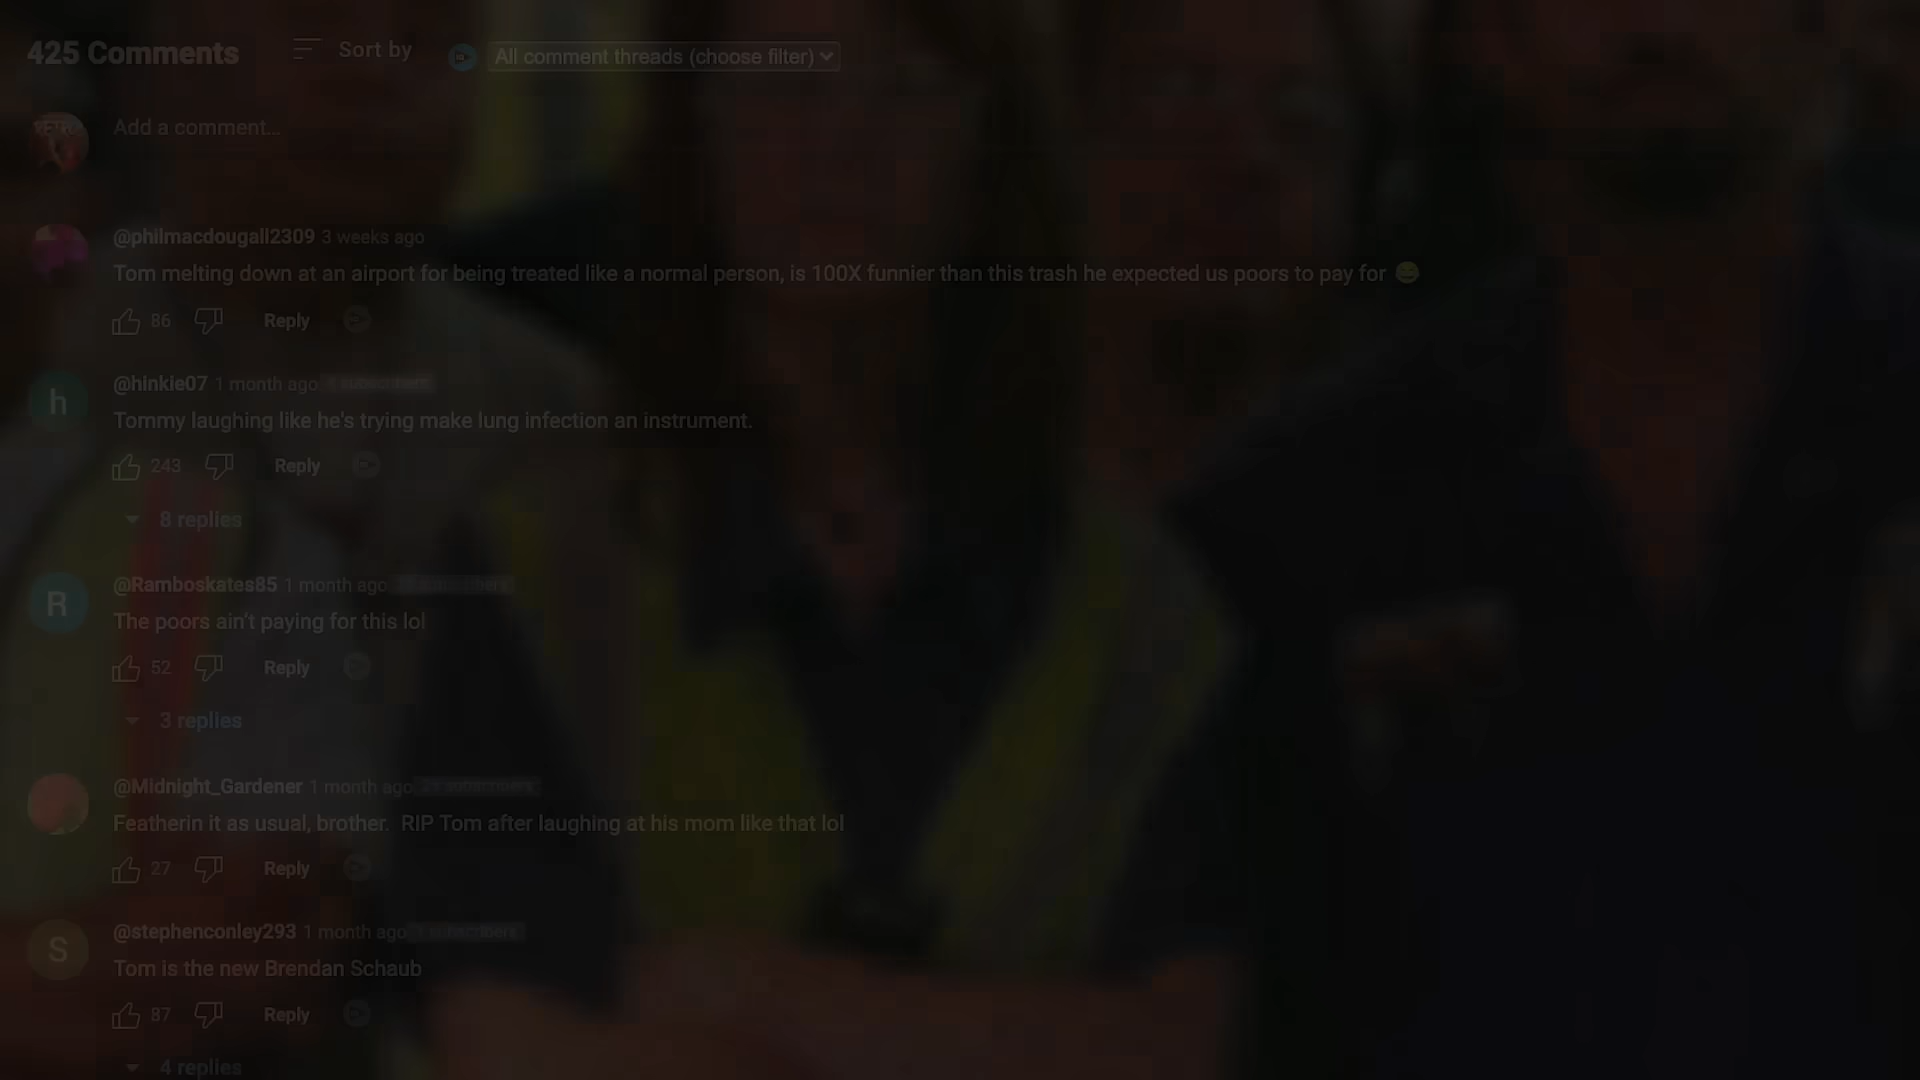 425 Comments
Sort by
All comment threads (choose filter)
Add a comment...
@philmacdougall2309 3 weeks ago
Tom melting down at an airport for being treated like a normal person, is 100X funnier than this trash he expected us poors to pay for 😂
86 Reply
@hinkie07 1 month ago subscribers
Tommy laughing like he's trying make lung infection an instrument.
243 Reply
8 replies
R
@Ramboskates85 1 month ago subscribers
The poors ain't paying for this lol
52 Reply
3 replies
@Midnight_Gardener 1 month ago subscribers
Featherin it as usual, brother. RIP Tom after laughing at his mom like that lol
27 Reply
@stephenconley293 1 month ago subscribers
S
Tom is the new Brendan Schaub
87 Reply
4 replies